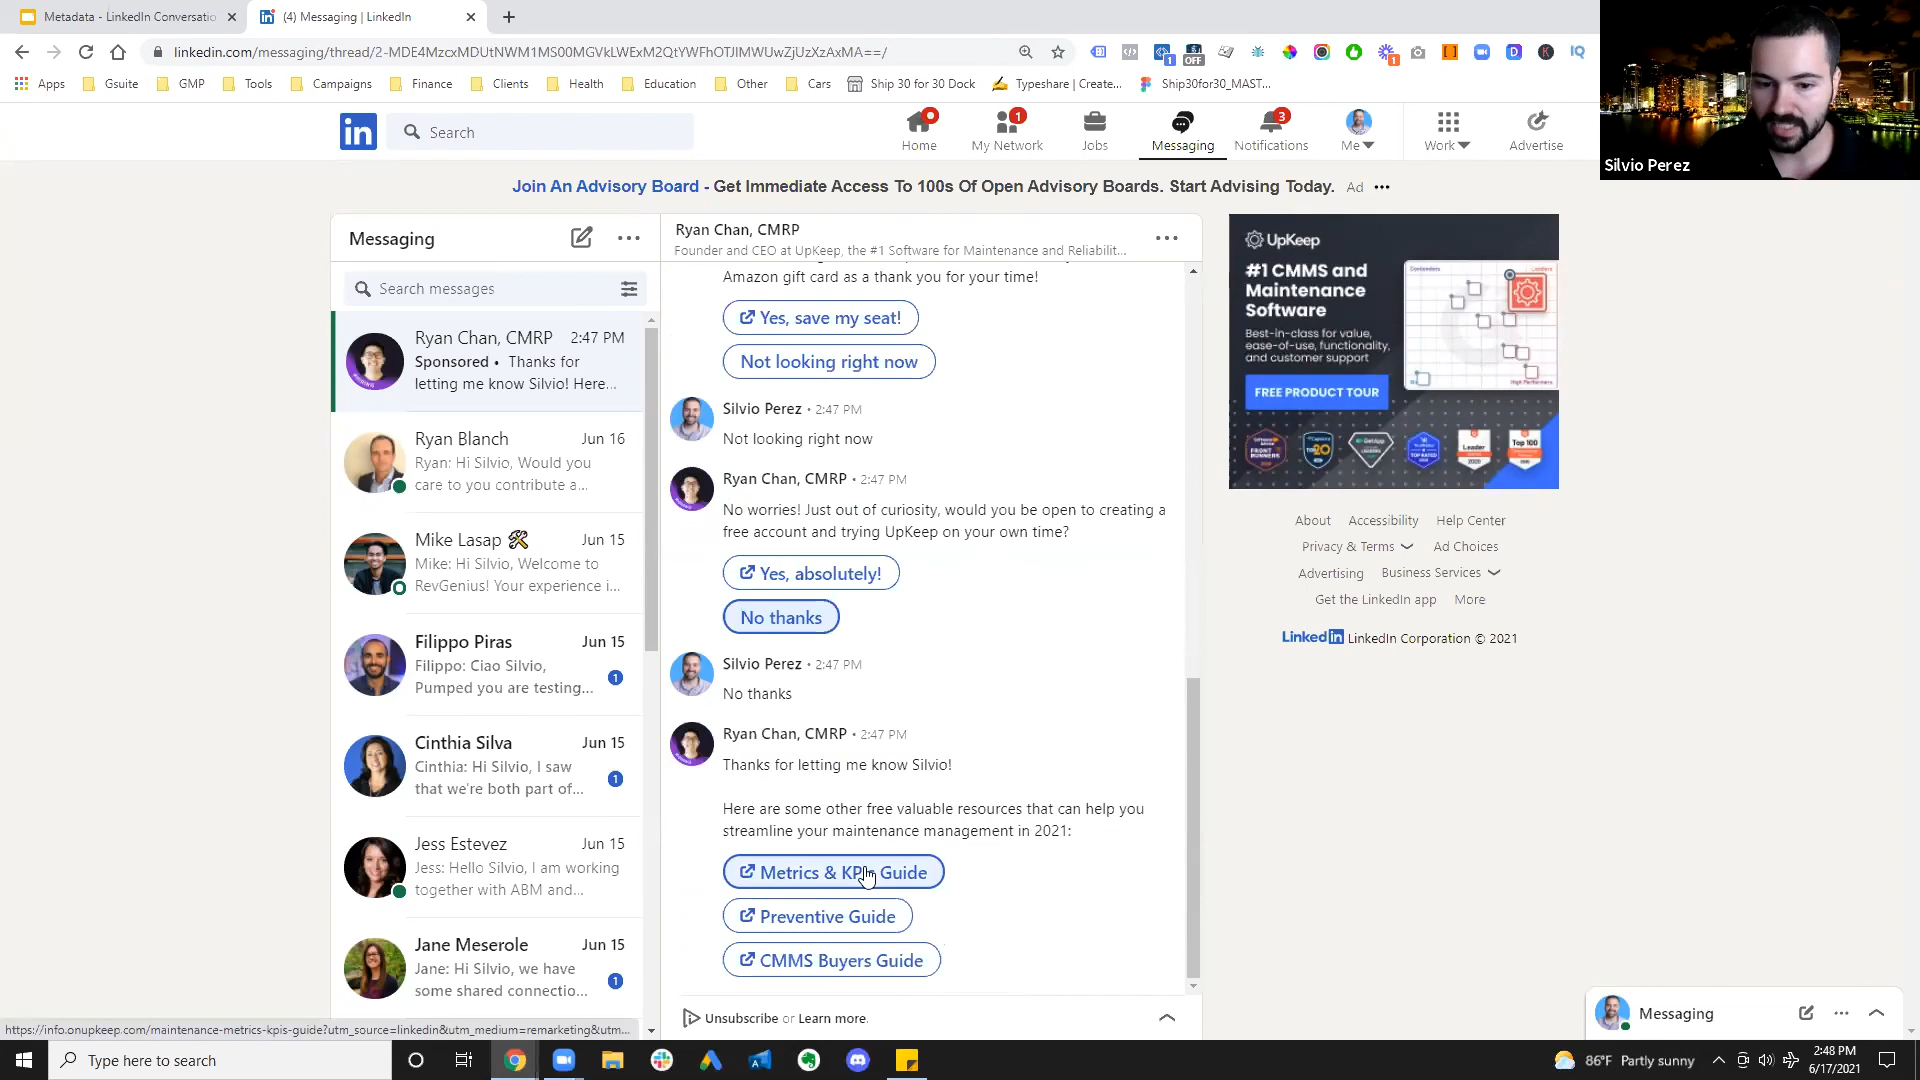 Metadata - LinkedIn Conversatio
(4) Messaging | LinkedIn
linkedin.com/messaging/thread/2-MDE4MzcxMDUtNWM1MS00MGVkLWExM2QtYWFhOTJlMWUwZjUzXzAxMA==/
Apps
Gsuite
GMP
Tools
Campaigns
Finance
Clients
Health
Education
Other
Cars
Ship 30 for 30 Dock
Typeshare | Create...
Ship30for30_MAST...
Silvio Perez
Search
Home
My Network
Jobs
Messaging
Notifications
Me
Work
Advertise
Join An Advisory Board - Get Immediate Access To 100s Of Open Advisory Boards. Start Advising Today. Ad
Messaging
Search messages
Ryan Chan, CMRP 2:47 PM
Sponsored • Thanks for
letting me know Silvio! Here...
Ryan Blanch Jun 16
Ryan: Hi Silvio, Would you
care to you contribute a...
Mike Lasap Jun 15
Mike: Hi Silvio, Welcome to
RevGenius! Your experience i...
Filippo Piras Jun 15
Filippo: Ciao Silvio,
Pumped you are testing... 1
Cinthia Silva Jun 15
Cinthia: Hi Silvio, I saw
that we're both part of... 1
Jess Estevez Jun 15
Jess: Hello Silvio, I am working
together with ABM and...
Jane Meserole Jun 15
Jane: Hi Silvio, we have
some shared connectio... 1
Ryan Chan, CMRP
Founder and CEO at UpKeep, the #1 Software for Maintenance and Reliabilit...
Amazon gift card as a thank you for your time!
Yes, save my seat!
Not looking right now
Silvio Perez • 2:47 PM
Not looking right now
Ryan Chan, CMRP • 2:47 PM
No worries! Just out of curiosity, would you be open to creating a
free account and trying UpKeep on your own time?
Yes, absolutely!
No thanks
Silvio Perez • 2:47 PM
No thanks
Ryan Chan, CMRP • 2:47 PM
Thanks for letting me know Silvio!
Here are some other free valuable resources that can help you
streamline your maintenance management in 2021:
Metrics & KPIs Guide
Preventive Guide
CMMS Buyers Guide
Unsubscribe or Learn more.
UpKeep
#1 CMMS and
Maintenance
Software
Best-in-class for value,
ease-of-use, functionality,
and customer support
FREE PRODUCT TOUR
About Accessibility Help Center
Privacy & Terms Ad Choices
Advertising Business Services
Get the LinkedIn app More
LinkedIn LinkedIn Corporation © 2021
Messaging
https://info.onupkeep.com/maintenance-metrics-kpis-guide?utm_source=linkedin&utm_medium=remarketing&utm...
Type here to search
86°F Partly sunny
2:48 PM
6/17/2021